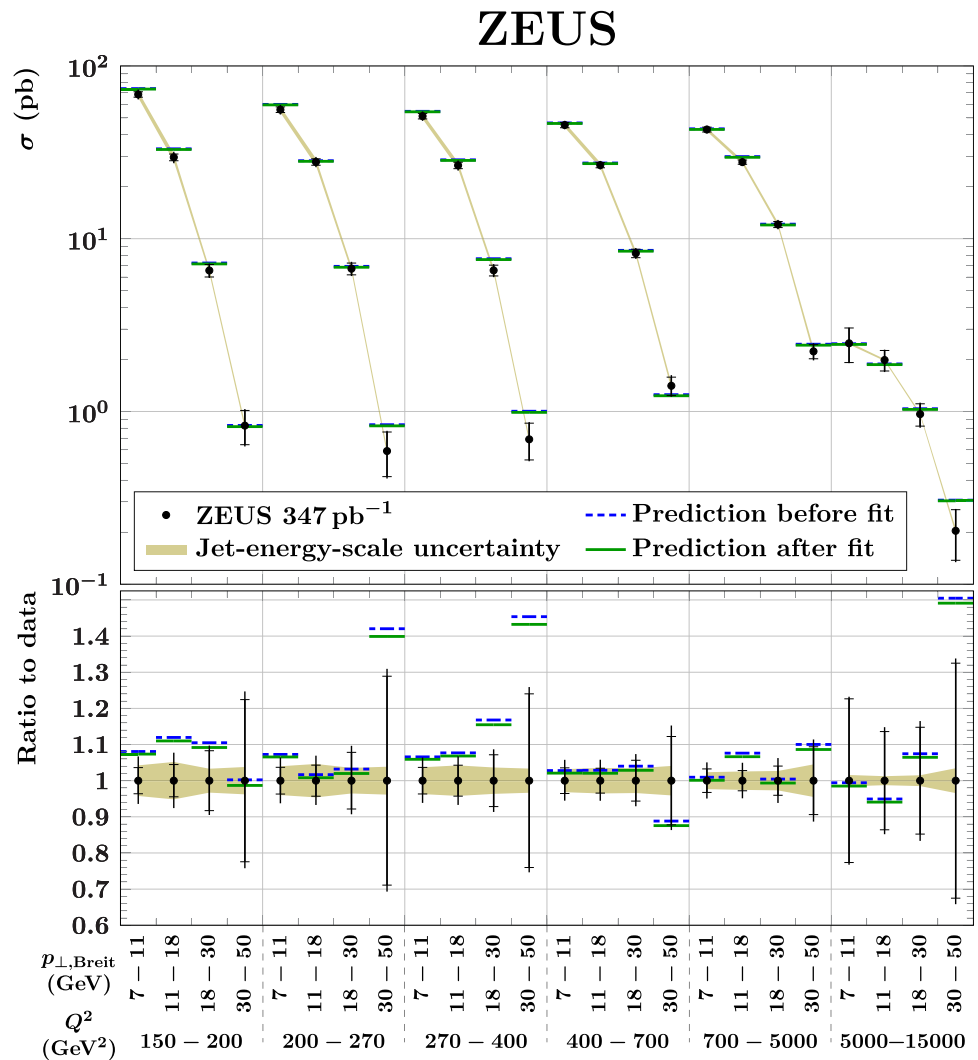 ZEUS
σ (pb)
10²
10¹
10⁰
10⁻¹
ZEUS 347 pb⁻¹
Jet-energy-scale uncertainty
Prediction before fit
Prediction after fit
Ratio to data
1.4
1.3
1.2
1.1
1
0.9
0.8
0.7
0.6
p⊥,Breit
(GeV)
7 − 11
11 − 18
18 − 30
30 − 50
7 − 11
11 − 18
18 − 30
30 − 50
7 − 11
11 − 18
18 − 30
30 − 50
7 − 11
11 − 18
18 − 30
30 − 50
7 − 11
11 − 18
18 − 30
30 − 50
7 − 11
11 − 18
18 − 30
30 − 50
Q²
(GeV²)
150 − 200
200 − 270
270 − 400
400 − 700
700 − 5000
5000−15000